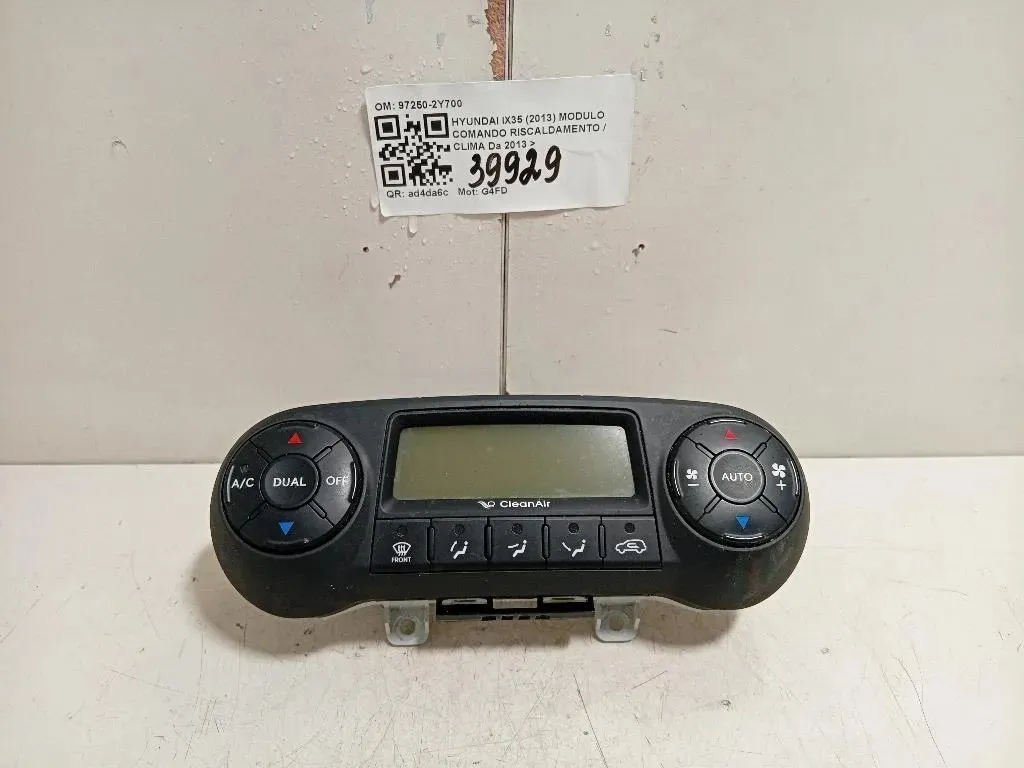 OM: 97250-2Y700
HYUNDAI IX35 (2013) MODULO
COMANDO RISCALDAMENTO /
CLIMA Da 2013 >
39929
QR: ad4da6c Mot: G4FD
CleanAir
A/C DUAL OFF
AUTO
- +
FRONT